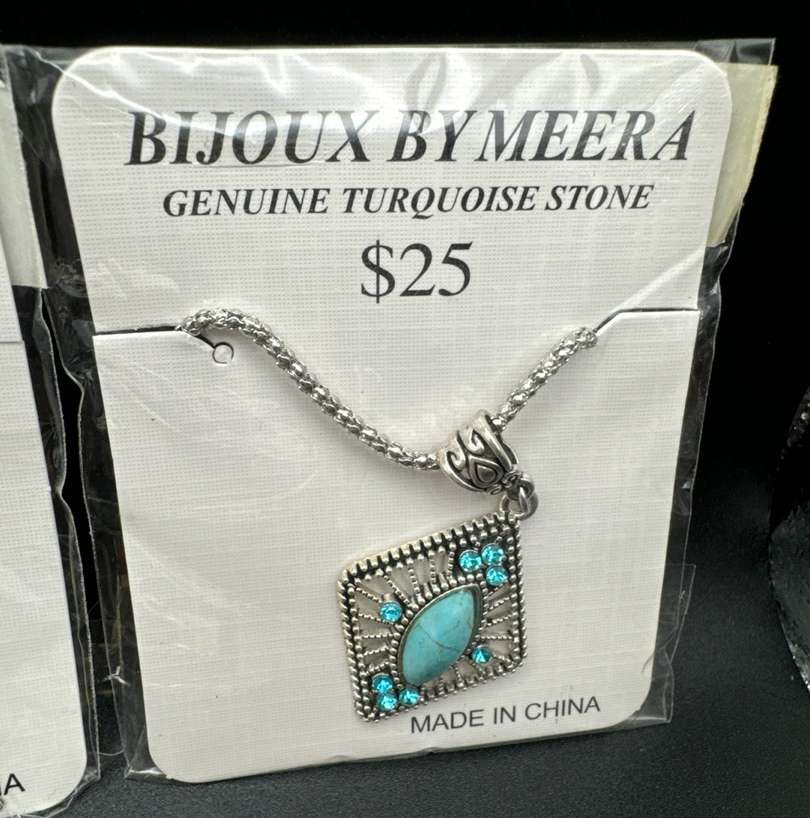 BIJOUX BY MEERA
GENUINE TURQUOISE STONE
$25
MADE IN CHINA